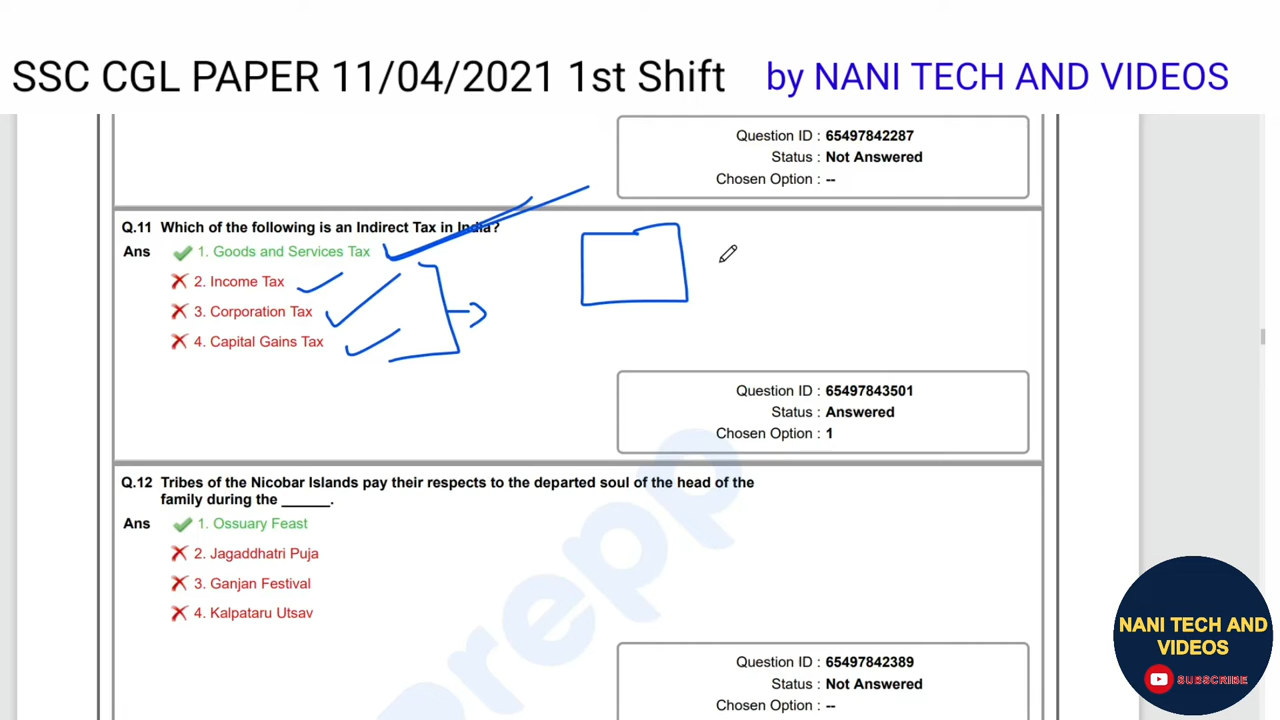 SSC CGL PAPER 11/04/2021 1st Shift by NANI TECH AND VIDEOS
Question ID : 65497842287
Status : Not Answered
Chosen Option : --
Q.11 Which of the following is an Indirect Tax in India?
Ans 1. Goods and Services Tax
2. Income Tax
3. Corporation Tax
4. Capital Gains Tax
Question ID : 65497843501
Status : Answered
Chosen Option : 1
Q.12 Tribes of the Nicobar Islands pay their respects to the departed soul of the head of the
family during the ______.
Ans 1. Ossuary Feast
2. Jagaddhatri Puja
3. Ganjan Festival
4. Kalpataru Utsav
Question ID : 65497842389
Status : Not Answered
Chosen Option : --
Prepp
NANI TECH AND
VIDEOS
SUBSCRIBE